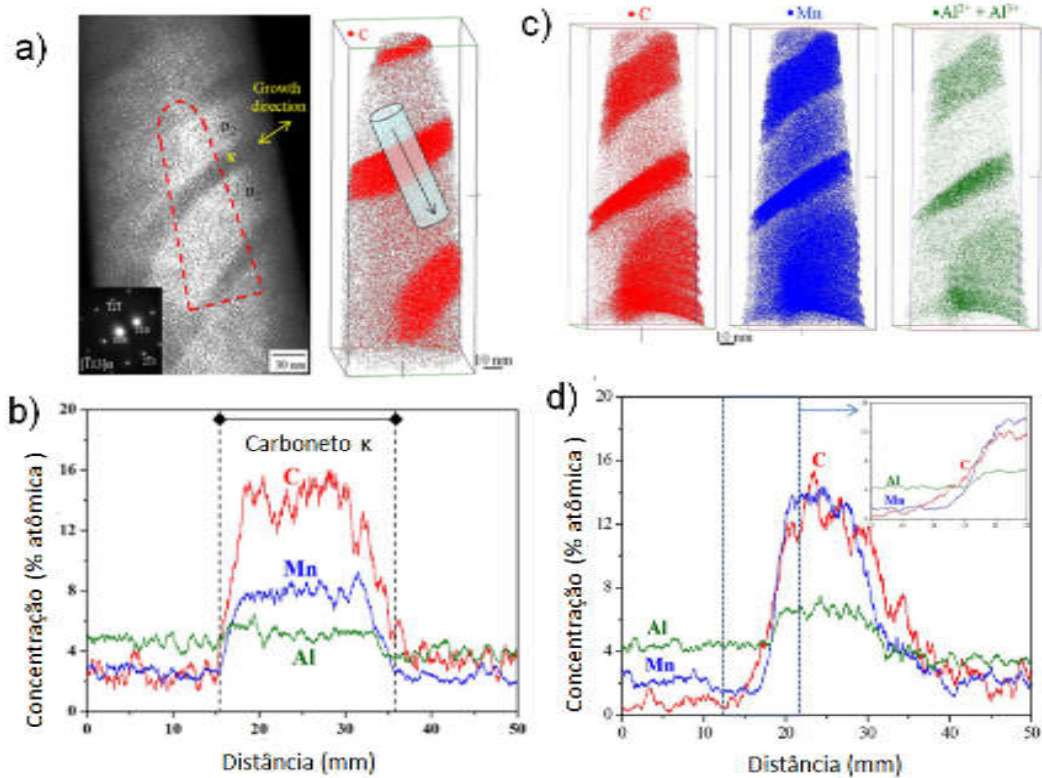 a)
Growth
direction
κ
30 nm
• C
10 nm
c)
• C
• Mn
• Al²⁺ + Al³⁺
10 nm
b)
Concentração (% atômica )
20
16
12
8
4
0
Carboneto κ
C
Mn
Al
0 10 20 30 40 50
Distância (mm)
d)
Concentração (% atômica )
20
16
12
8
4
0
C
Al
Mn
C
Al
Mn
0 10 20 30 40 50
Distância (mm)